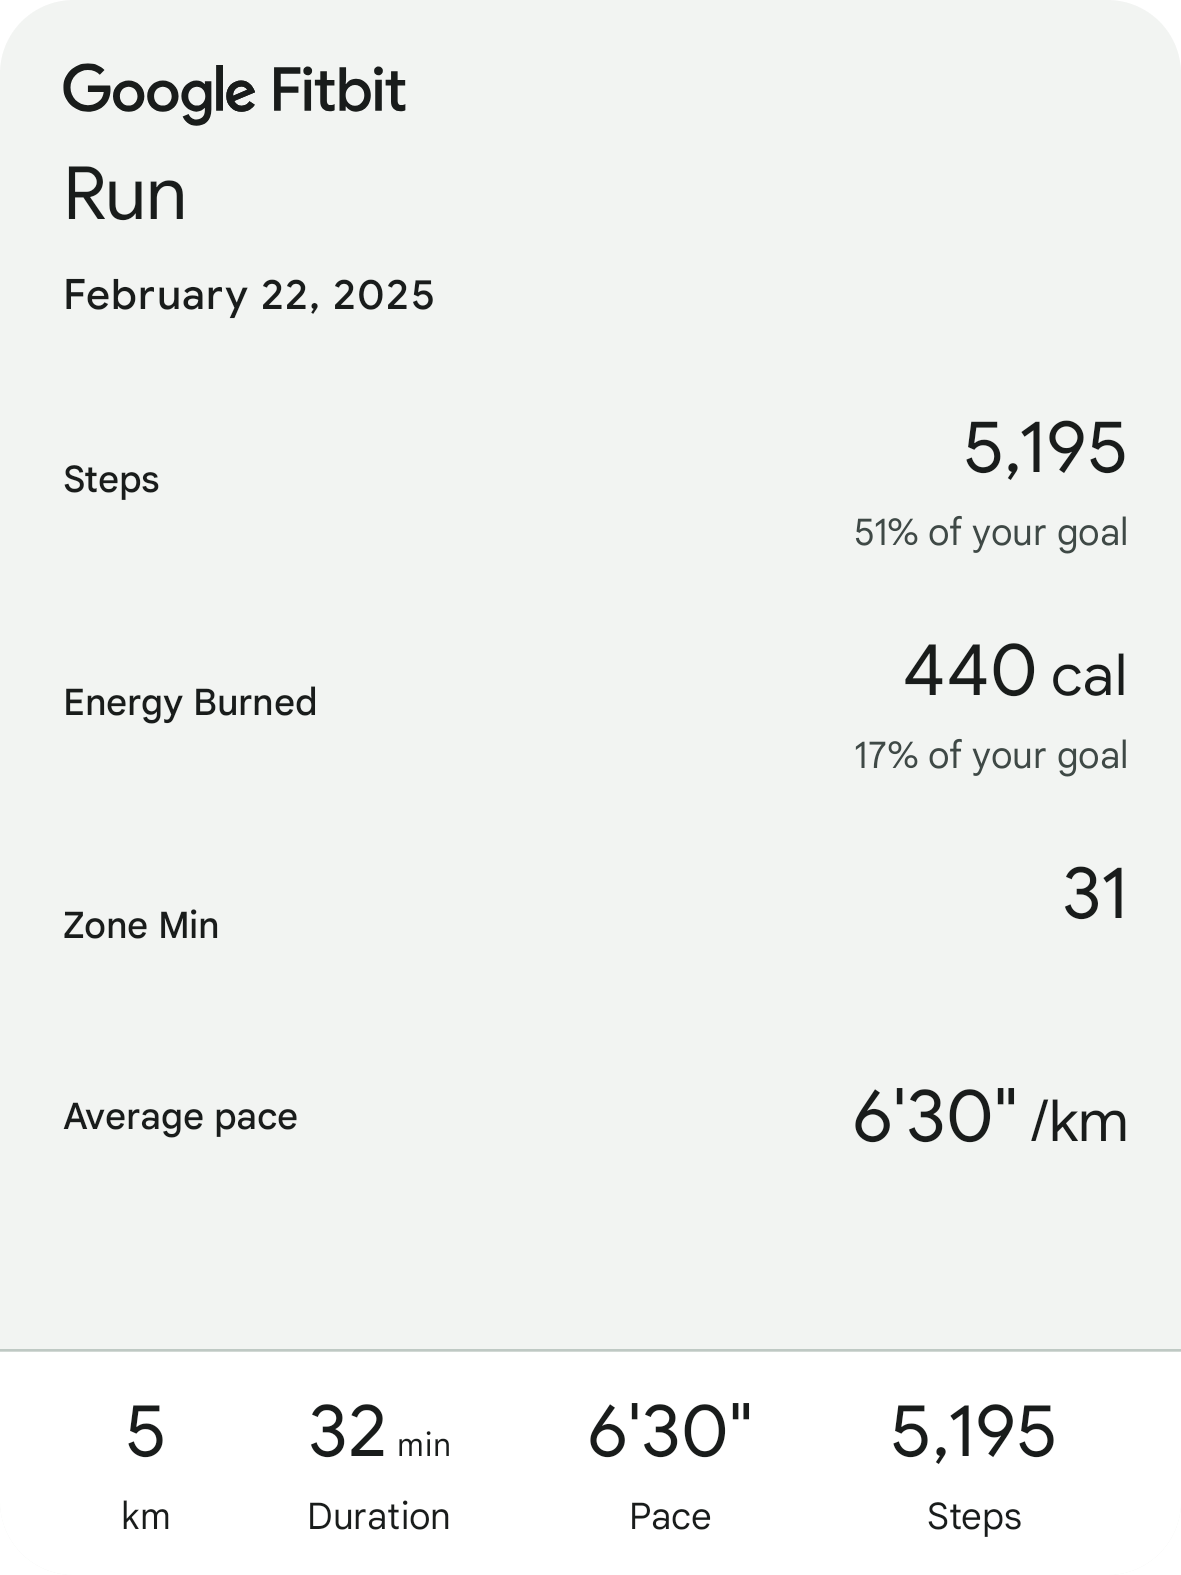 Google Fitbit
Run
February 22, 2025
Steps
5,195
51% of your goal
Energy Burned
440 cal
17% of your goal
Zone Min
31
Average pace
6'30" /km
5 32 min 6'30" 5,195
km Duration Pace Steps